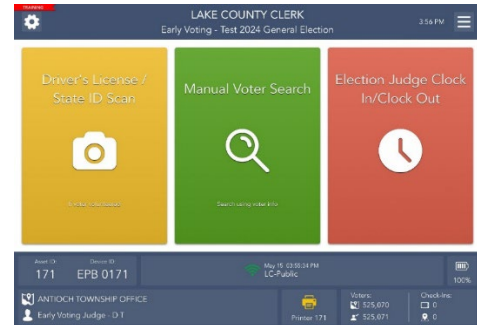 TRAINING
LAKE COUNTY CLERK
Early Voting - Test 2024 General Election
3:56 PM
Driver's License /
State ID Scan
Manual Voter Search
Search using voter info
Election Judge Clock
In/Clock Out
Asset ID:
171
Device ID
EPB 0171
May 15 03:56:34 PM
LC-Public
100%
ANTIOCH TOWNSHIP OFFICE
Early Voting Judge - D T
Printer 171
Voters:
525,070
525,071
Check-ins:
0
0